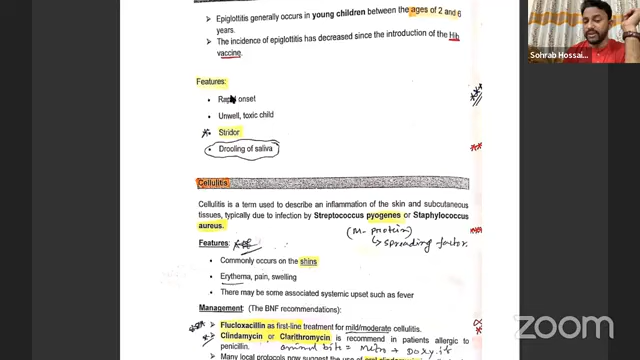 ➢ Epiglottitis generally occurs in young children between the ages of 2 and 6
years.
➢ The incidence of epiglottitis has decreased since the introduction of the Hib
vaccine.
Features:
• Rapid onset
• Unwell, toxic child
• Stridor
• Drooling of saliva
Cellulitis
Cellulitis is a term used to describe an inflammation of the skin and subcutaneous
tissues, typically due to infection by Streptococcus pyogenes or Staphylococcus
aureus.
(M-protein)
↳ spreading factor.
Features:
• Commonly occurs on the shins
• Erythema, pain, swelling
• There may be some associated systemic upset such as fever
Management: (The BNF recommendations):
➢ Flucloxacillin as first-line treatment for mild/moderate cellulitis.
➢ Clindamycin or Clarithromycin is recommend in patients allergic to
penicillin. animal bite = Metro + Doxy
• Many local protocols now suggest the use of oral clindamycin
Sohrab Hossai...
LIVE
zoom